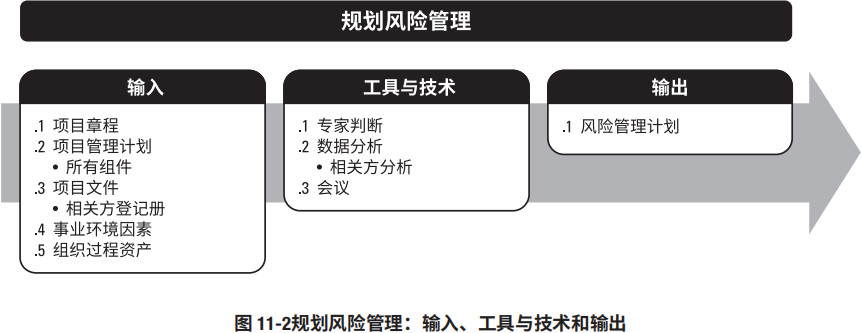 规划风险管理
输入
.1 项目章程
.2 项目管理计划
• 所有组件
.3 项目文件
• 相关方登记册
.4 事业环境因素
.5 组织过程资产
工具与技术
.1 专家判断
.2 数据分析
• 相关方分析
.3 会议
输出
.1 风险管理计划
图 11-2规划风险管理：输入、工具与技术和输出